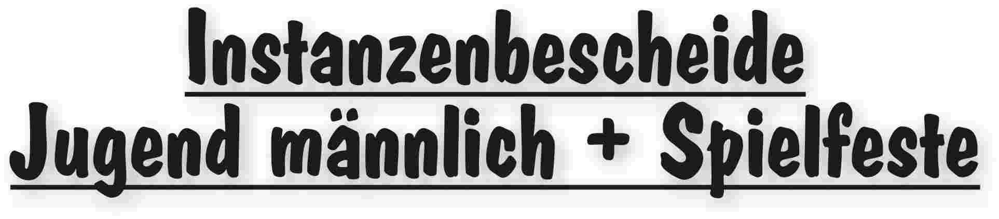 Instanzenbescheide
Jugend männlich + Spielfeste